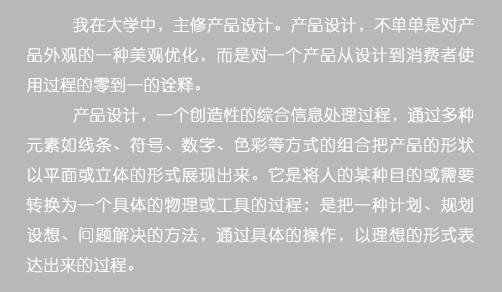 我在大学中，主修产品设计。产品设计，不单单是对产
品外观的一种美观优化，而是对一个产品从设计到消费者使
用过程的零到一的诠释。
产品设计，一个创造性的综合信息处理过程，通过多种
元素如线条、符号、数字、色彩等方式的组合把产品的形状
以平面或立体的形式展现出来。它是将人的某种目的或需要
转换为一个具体的物理或工具的过程；是把一种计划、规划
设想、问题解决的方法，通过具体的操作，以理想的形式表
达出来的过程。